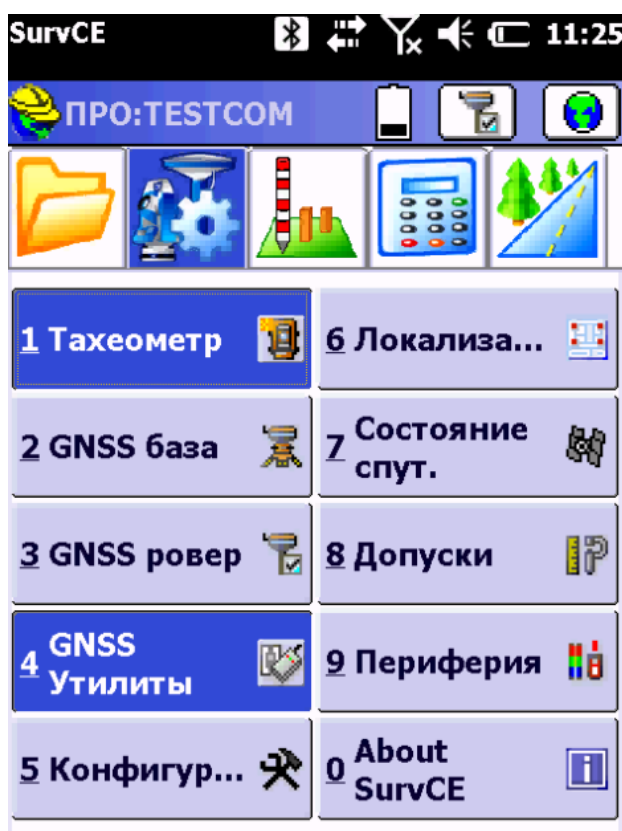 SurvCE 11:25
ПРО:TESTCOM
1 Тахеометр
6 Локализа...
2 GNSS база
7 Состояние
спут.
3 GNSS ровер
8 Допуски
4 GNSS
Утилиты
9 Периферия
5 Конфигур...
0 About
SurvCE